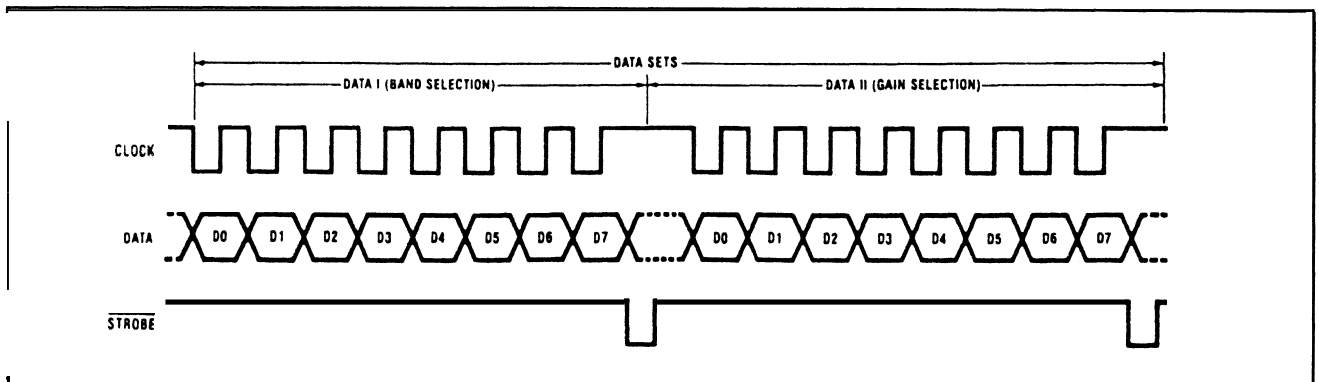 DATA SETS
DATA I (BAND SELECTION) DATA II (GAIN SELECTION)
CLOCK
DATA D0 D1 D2 D3 D4 D5 D6 D7 D0 D1 D2 D3 D4 D5 D6 D7
STROBE